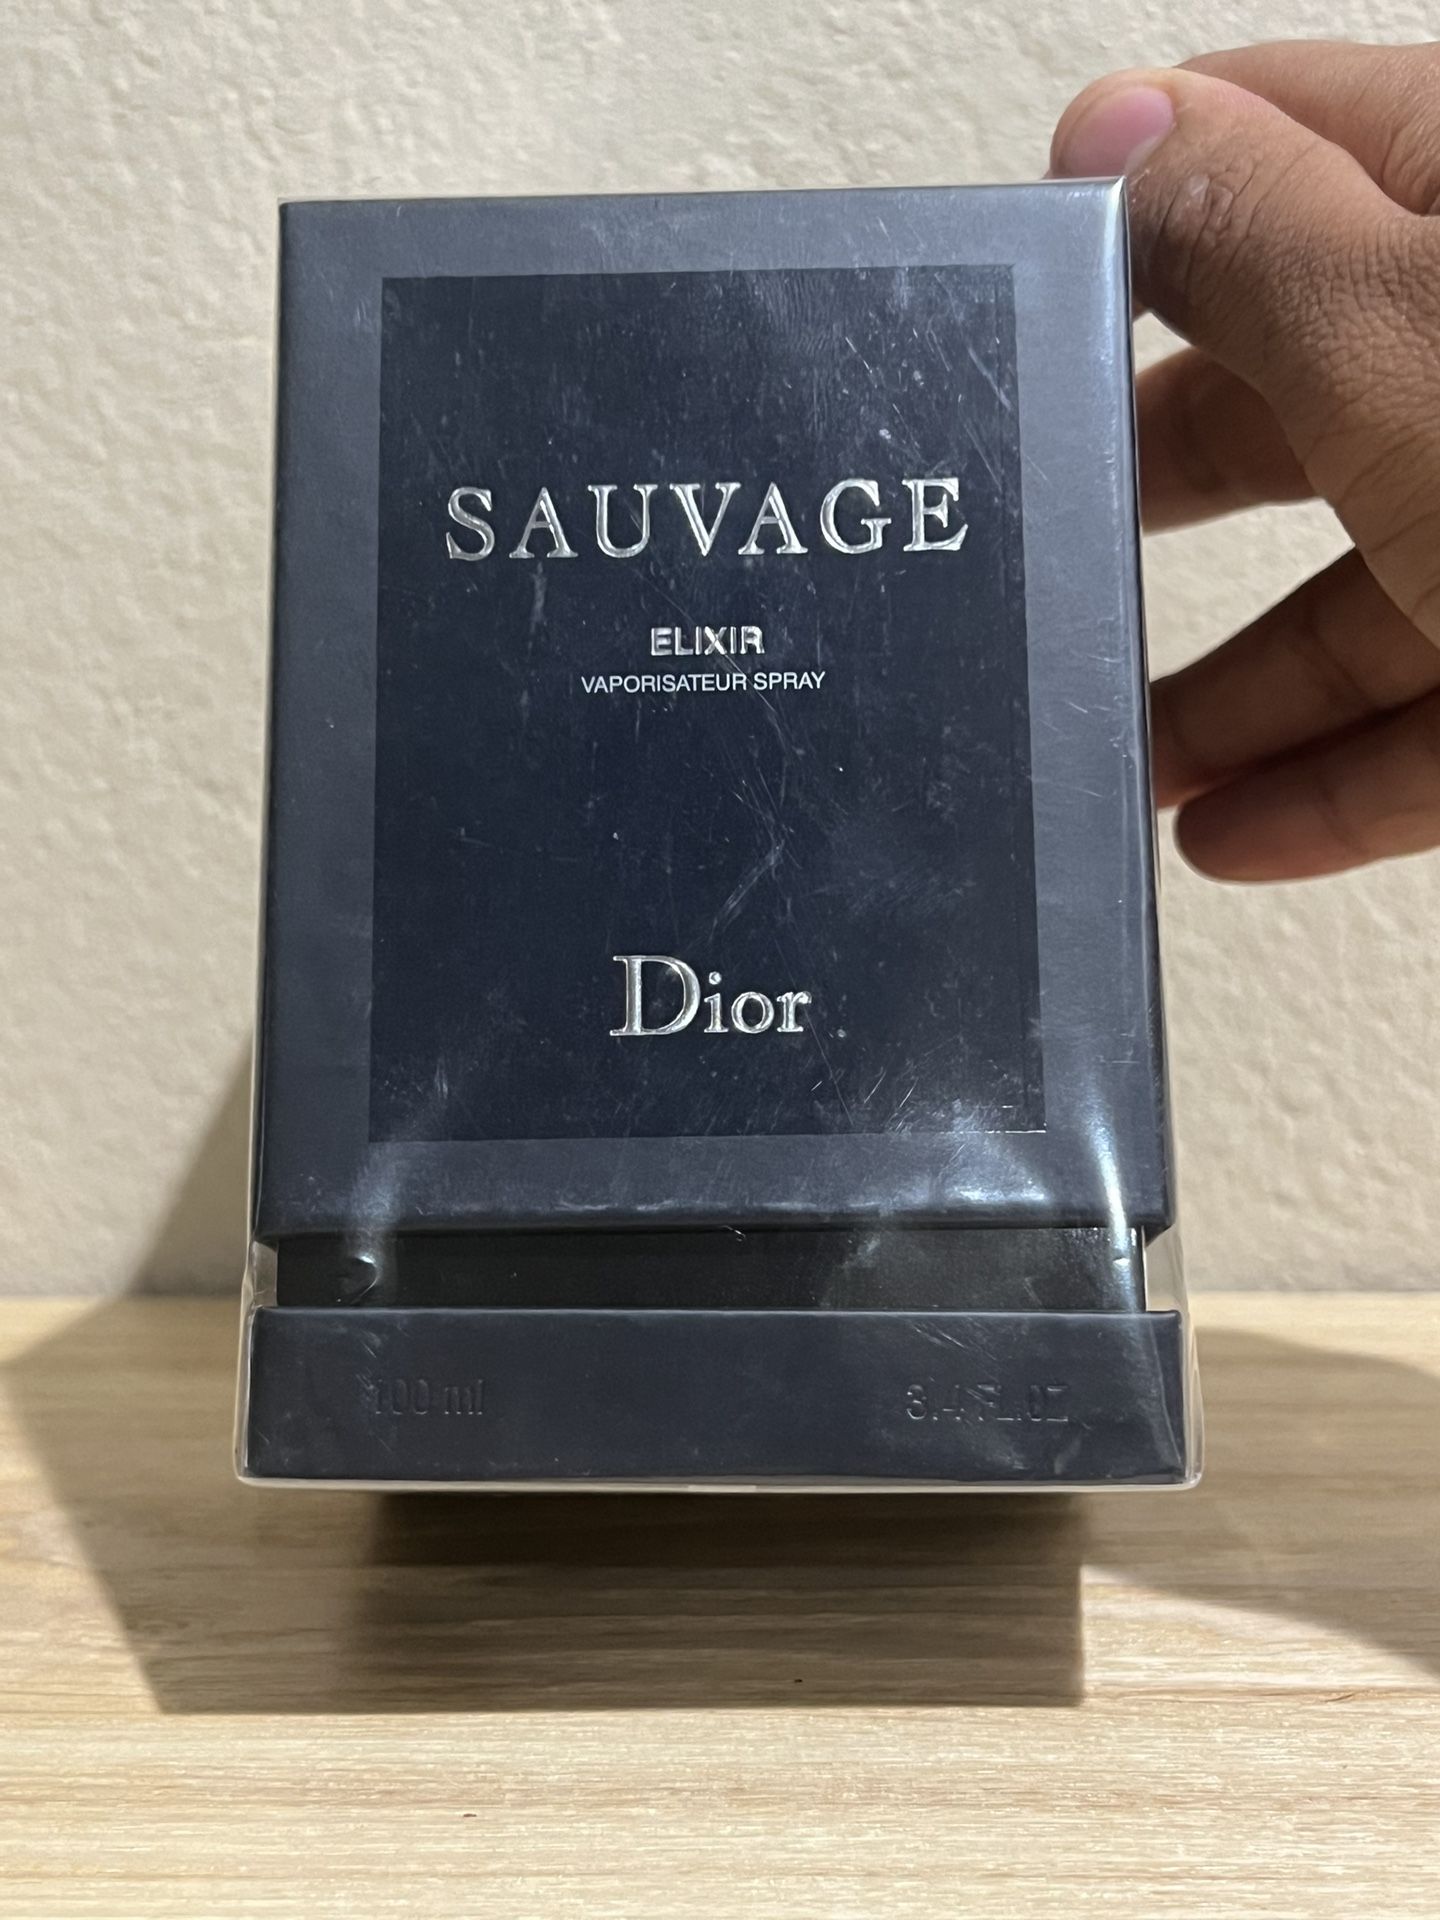 SAUVAGE
ELIXIR
VAPORISATEUR SPRAY
Dior
100 ml
3.4 FL.OZ